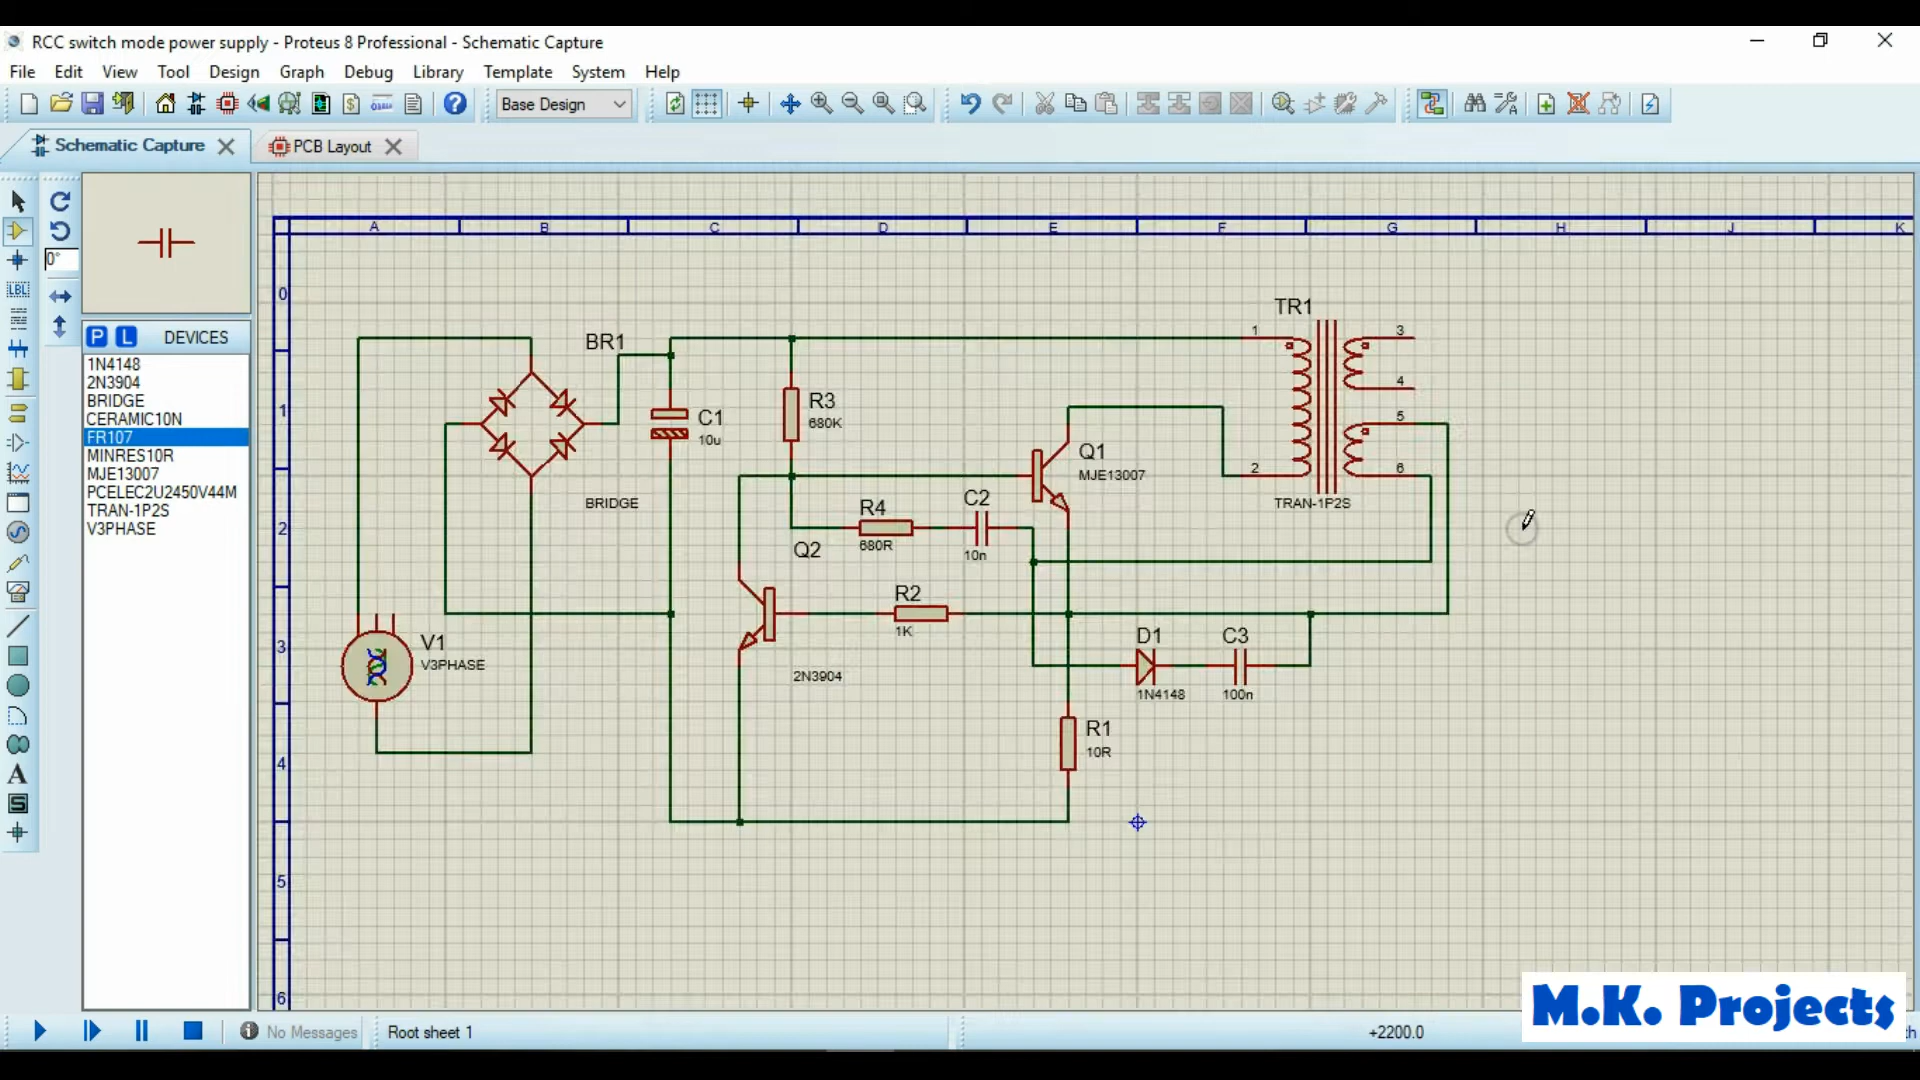 RCC switch mode power supply - Proteus 8 Professional - Schematic Capture
File Edit View Tool Design Graph Debug Library Template System Help
Base Design
Schematic Capture
PCB Layout
0°
LBL
P L DEVICES
1N4148
2N3904
BRIDGE
CERAMIC10N
FR107
MINRES10R
MJE13007
PCELEC2U2450V44M
TRAN-1P2S
V3PHASE
A
S
A B C D E F G H J K
0
1
2
3
4
5
6
V1
V3PHASE
BR1
BRIDGE
C1
10u
R3
680K
R4
680R
C2
10n
Q2
2N3904
R2
1K
Q1
MJE13007
D1
1N4148
C3
100n
R1
10R
TR1
1
2
3
4
5
6
TRAN-1P2S
No Messages
Root sheet 1
+2200.0
M.K. Projects